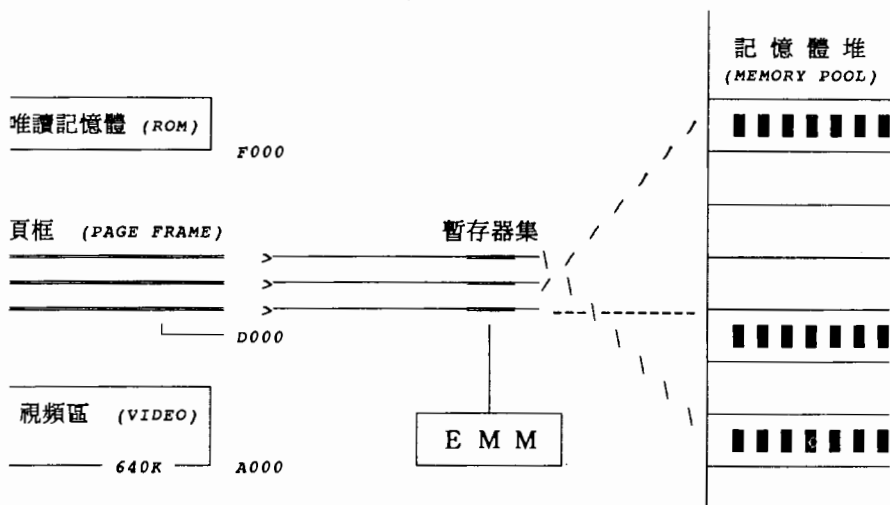 記憶體堆
(MEMORY POOL)
唯讀記憶體 (ROM)
F000
頁框 (PAGE FRAME)
暫存器集
D000
視頻區 (VIDEO)
EMM
640K
A000